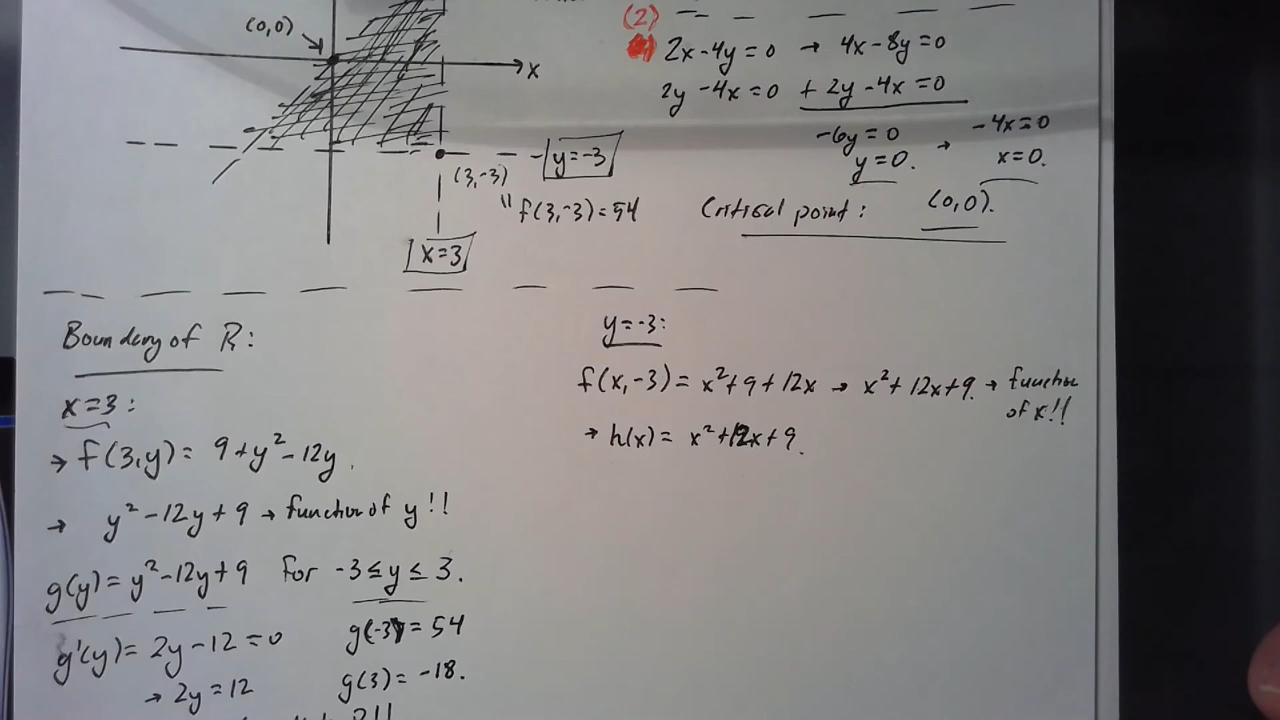 (0,0)
x
y=-3
(3,-3)
"f(3,-3)=54
x=3
(2)
2x-4y=0 → 4x-8y=0
2y-4x=0 + 2y-4x=0
-6y=0 → -4x=0
y=0. x=0.
Critical point: (0,0).
Boundary of R:
x=3:
→ f(3,y)= 9+y²-12y.
→ y²-12y+9 → function of y!!
g(y)= y²-12y+9 for -3≤y≤3.
g'(y)= 2y-12=0 g(-3)=54
→ 2y=12 g(3)=-18.
y=-3:
f(x,-3)= x²+9+12x → x²+12x+9. → function
of x!!
→ h(x)= x²+12x+9.